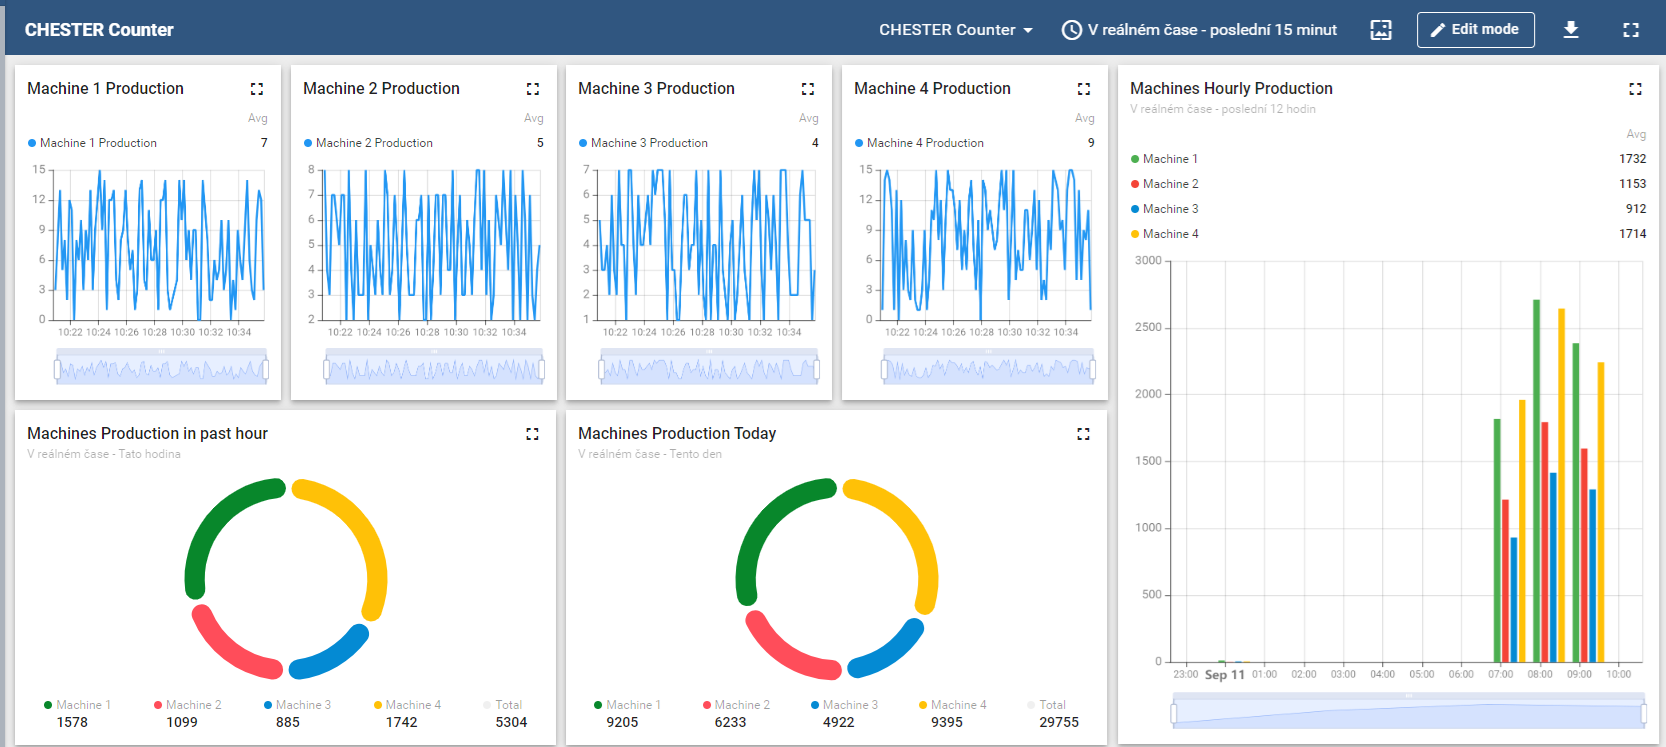 CHESTER Counter
CHESTER Counter
V reálném čase - poslední 15 minut
Edit mode
Machine 1 Production
Avg
Machine 1 Production 7
15
12
9
6
3
0
10:22 10:24 10:26 10:28 10:30 10:32 10:34
Machine 2 Production
Avg
Machine 2 Production 5
8
7
6
5
4
3
2
10:22 10:24 10:26 10:28 10:30 10:32 10:34
Machine 3 Production
Avg
Machine 3 Production 4
7
6
5
4
3
2
1
10:22 10:24 10:26 10:28 10:30 10:32 10:34
Machine 4 Production
Avg
Machine 4 Production 9
15
12
9
6
3
0
10:22 10:24 10:26 10:28 10:30 10:32 10:34
Machines Hourly Production
V reálném čase - poslední 12 hodin
Avg
Machine 1 1732
Machine 2 1153
Machine 3 912
Machine 4 1714
3000
2500
2000
1500
1000
500
0
23:00 Sep 11 01:00 02:00 03:00 04:00 05:00 06:00 07:00 08:00 09:00 10:00
Machines Production in past hour
V reálném čase - Tato hodina
Machine 1 Machine 2 Machine 3 Machine 4 Total
1578 1099 885 1742 5304
Machines Production Today
V reálném čase - Tento den
Machine 1 Machine 2 Machine 3 Machine 4 Total
9205 6233 4922 9395 29755